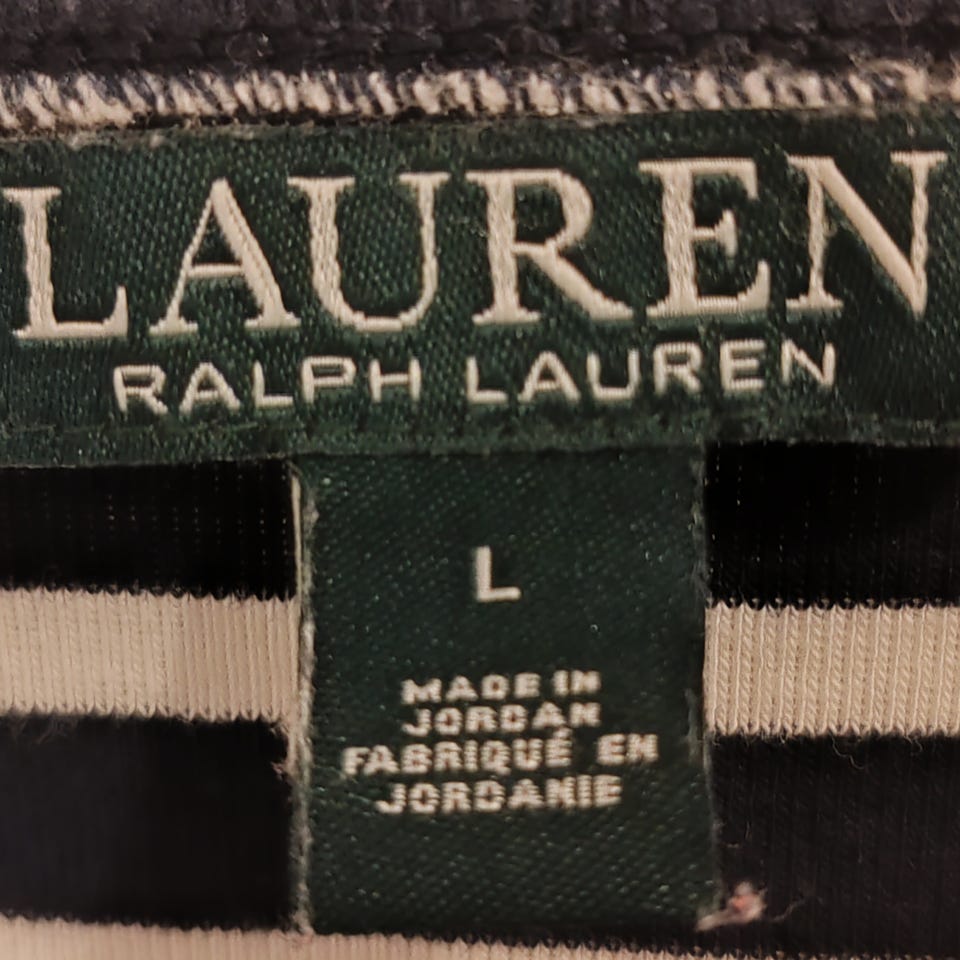 LAUREN
RALPH LAUREN
L
MADE IN
JORDAN
FABRIQUÉ EN
JORDANIE